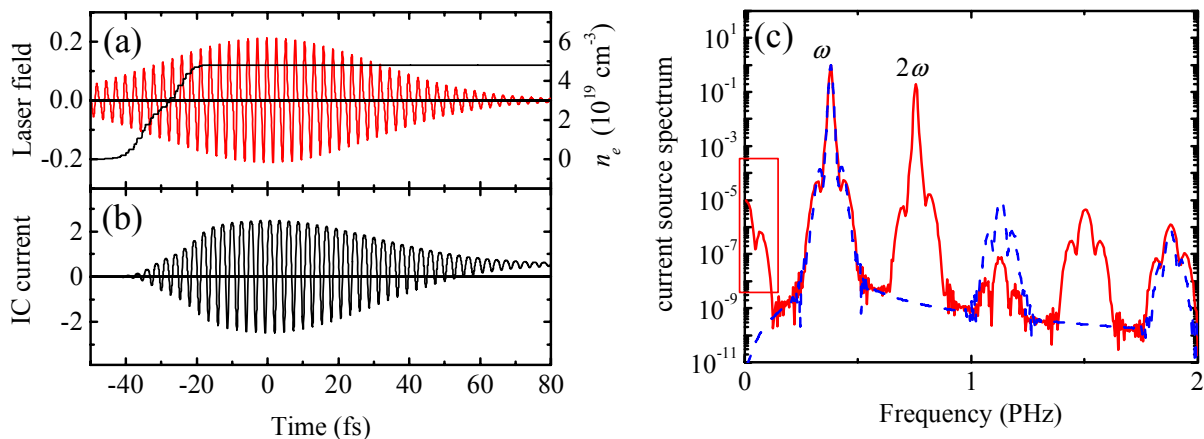 (a)
0.2
0.0
-0.2
Laser field
6
4
2
0
n_e (10^19 cm^-3)
(b)
2
0
-2
IC current
-40 -20 0 20 40 60 80
Time (fs)
(c)
ω
2ω
10^1
10^-1
10^-3
10^-5
10^-7
10^-9
10^-11
current source spectrum
0 1 2
Frequency (PHz)